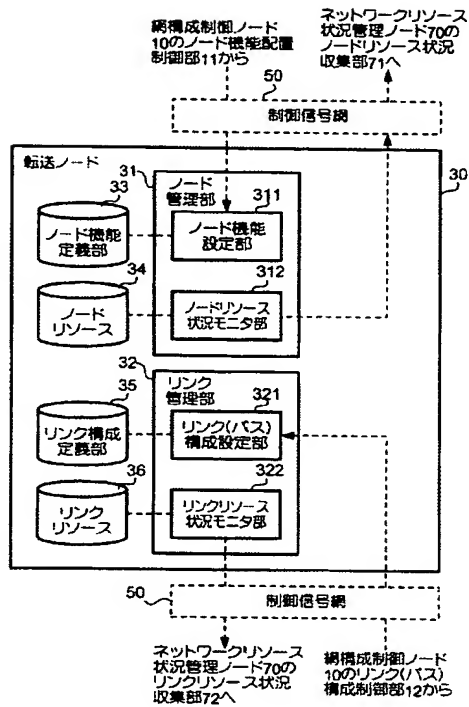 網構成制御ノード
10のノード機能配置
制御部11から
ネットワークリソース
状況管理ノード70の
ノードリソース状況
収集部71へ
50
制御信号網
転送ノード
30
31
ノード
管理部
33
ノード機能
定義部
311
ノード機能
設定部
34
ノード
リソース
312
ノードリソース
状況モニタ部
32
リンク
管理部
35
リンク構成
定義部
321
リンク(パス)
構成設定部
36
リンク
リソース
322
リンクリソース
状況モニタ部
50
制御信号網
ネットワークリソース
状況管理ノード70の
リンクリソース状況
収集部72へ
網構成制御ノード
10のリンク(パス)
構成制御部12から